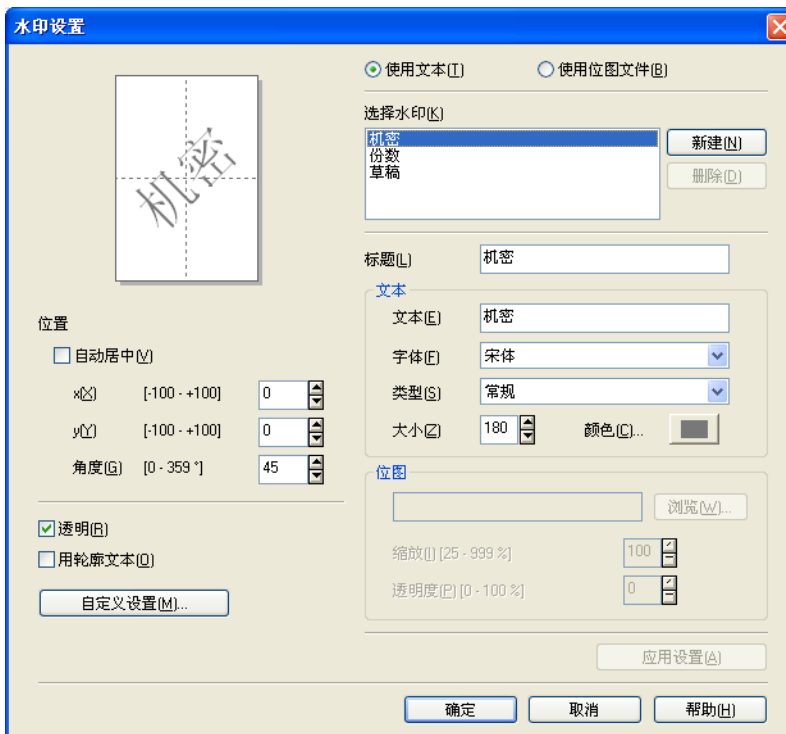 水印设置
使用文本(T)
使用位图文件(B)
机密
选择水印(K)
机密
份数
草稿
新建(N)
删除(D)
标题(L)
机密
文本
文本(E)
机密
字体(F)
宋体
类型(S)
常规
大小(Z)
180
颜色(C)...
位置
自动居中(V)
x(X) [-100 - +100] 0
y(Y) [-100 - +100] 0
角度(G) [0 - 359 °] 45
透明(R)
用轮廓文本(O)
自定义设置(M)...
位图
浏览(W)...
缩放(I) [25 - 999 %] 100
透明度(P) [0 - 100 %] 0
应用设置(A)
确定
取消
帮助(H)